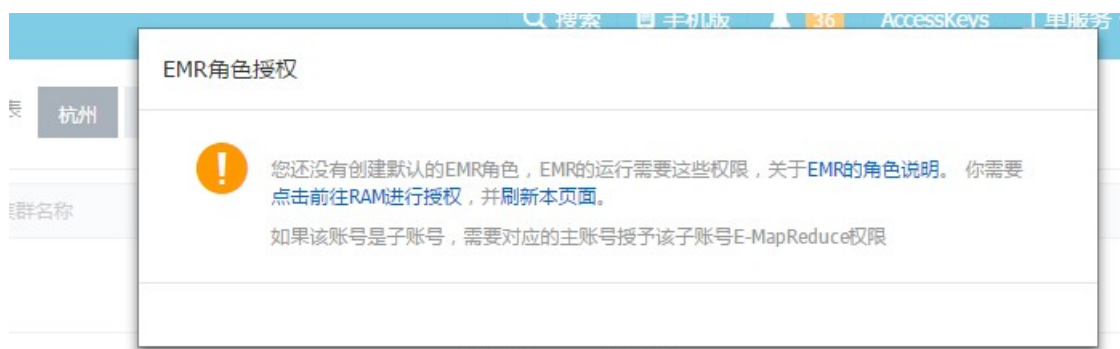 搜索 手机版 36 AccessKeys 工单服务
EMR角色授权
表 杭州
您还没有创建默认的EMR角色，EMR的运行需要这些权限，关于EMR的角色说明。 你需要
点击前往RAM进行授权，并刷新本页面。
集群名称
如果该账号是子账号，需要对应的主账号授予该子账号E-MapReduce权限